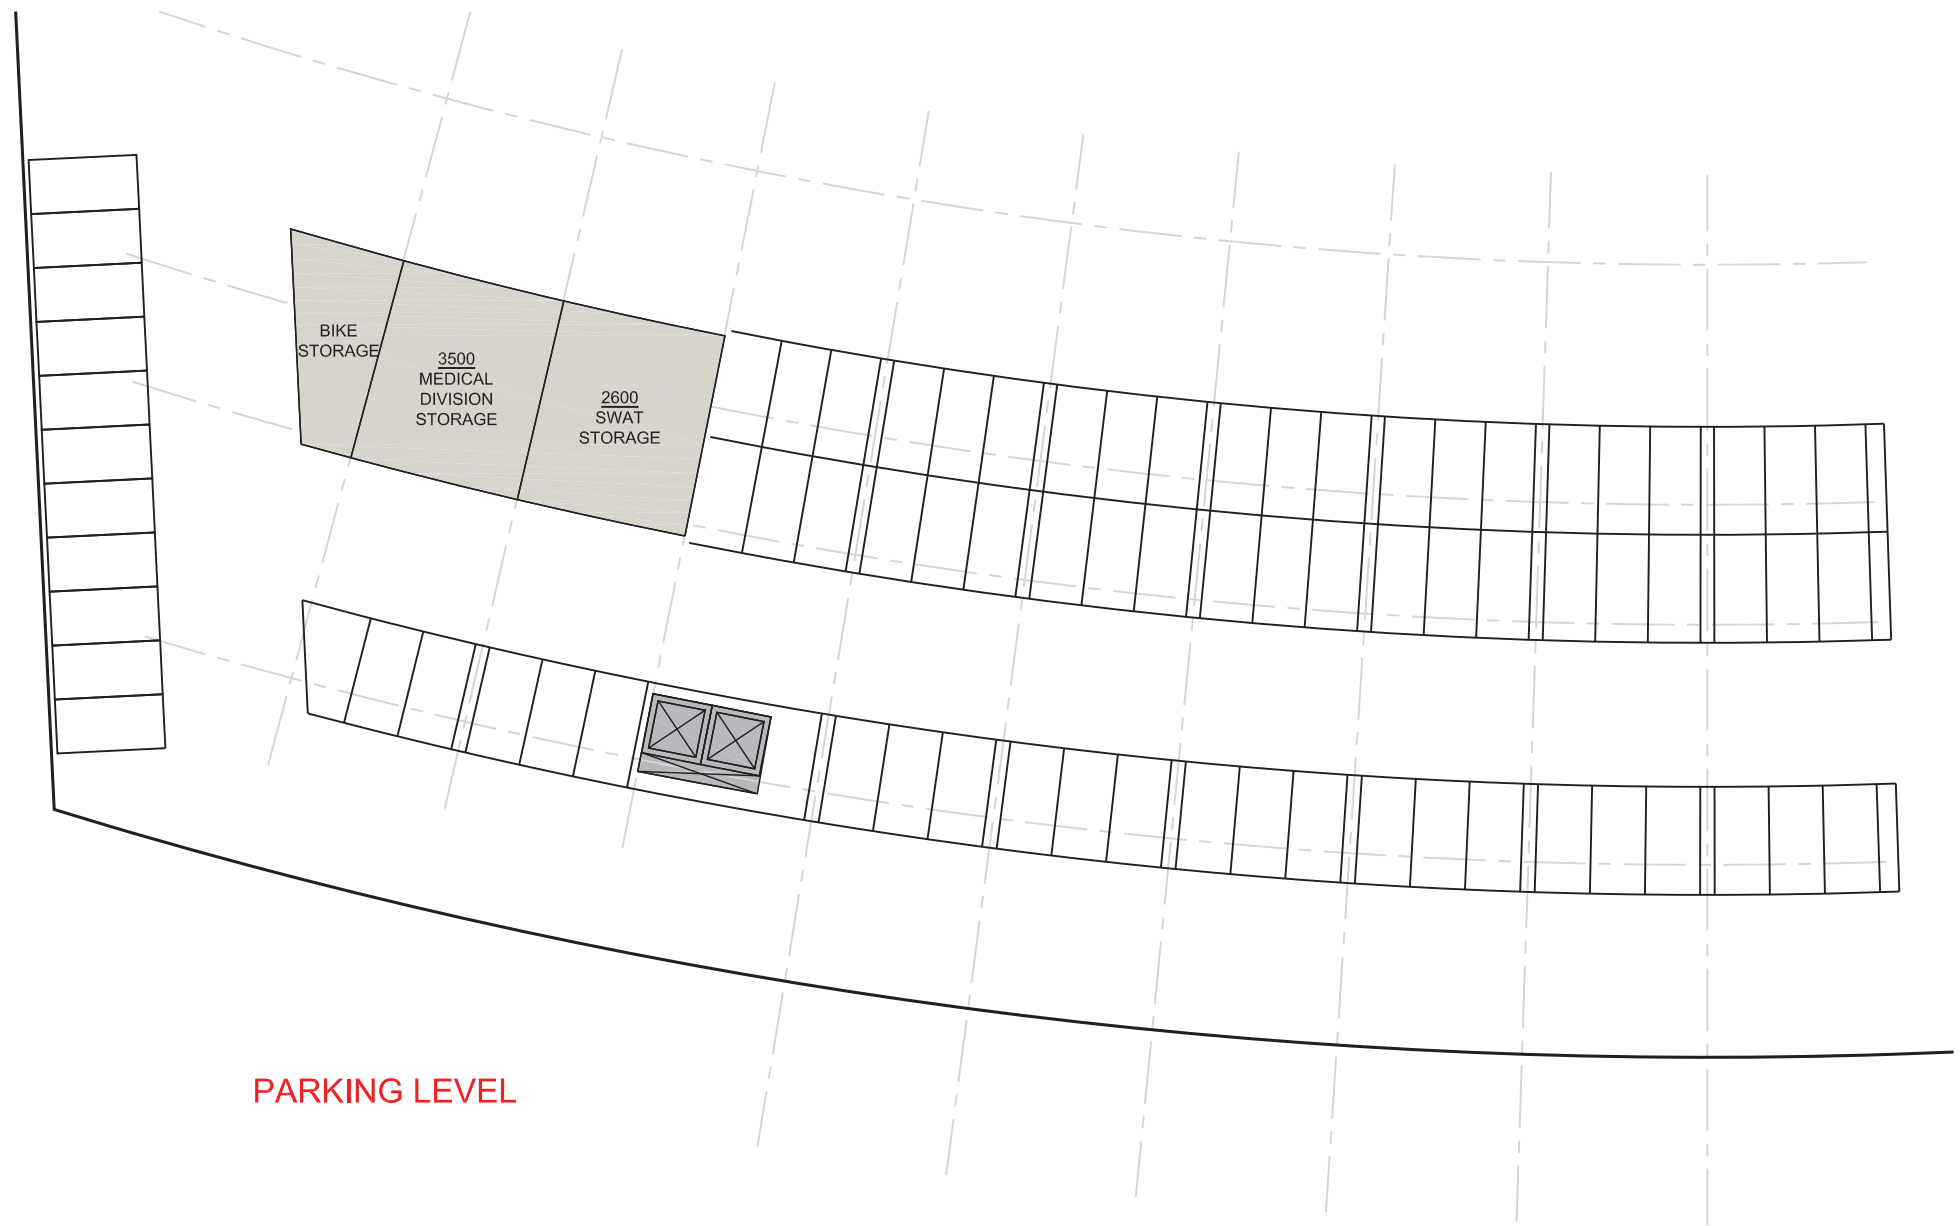 BIKE
STORAGE
3500
MEDICAL
DIVISION
STORAGE
2600
SWAT
STORAGE
PARKING LEVEL